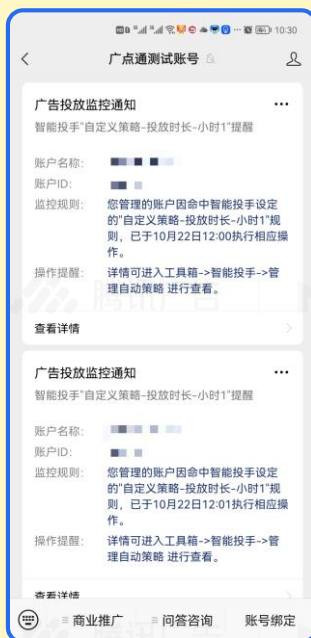 10:30
广点通测试账号
广告投放监控通知
智能投手"自定义策略-投放时长-小时1"提醒
账户名称:
账户ID:
监控规则: 您管理的账户因命中智能投手设定
的"自定义策略-投放时长-小时1"规
则，已于10月22日12:00执行相应操
作。
操作提醒: 详情可进入工具箱->智能投手->管
理自动策略 进行查看。
查看详情
广告投放监控通知
智能投手"自定义策略-投放时长-小时1"提醒
账户名称:
账户ID:
监控规则: 您管理的账户因命中智能投手设定
的"自定义策略-投放时长-小时1"规
则，已于10月22日12:01执行相应操
作。
操作提醒: 详情可进入工具箱->智能投手->管
理自动策略 进行查看。
查看详情
商业推广 问答咨询 账号绑定